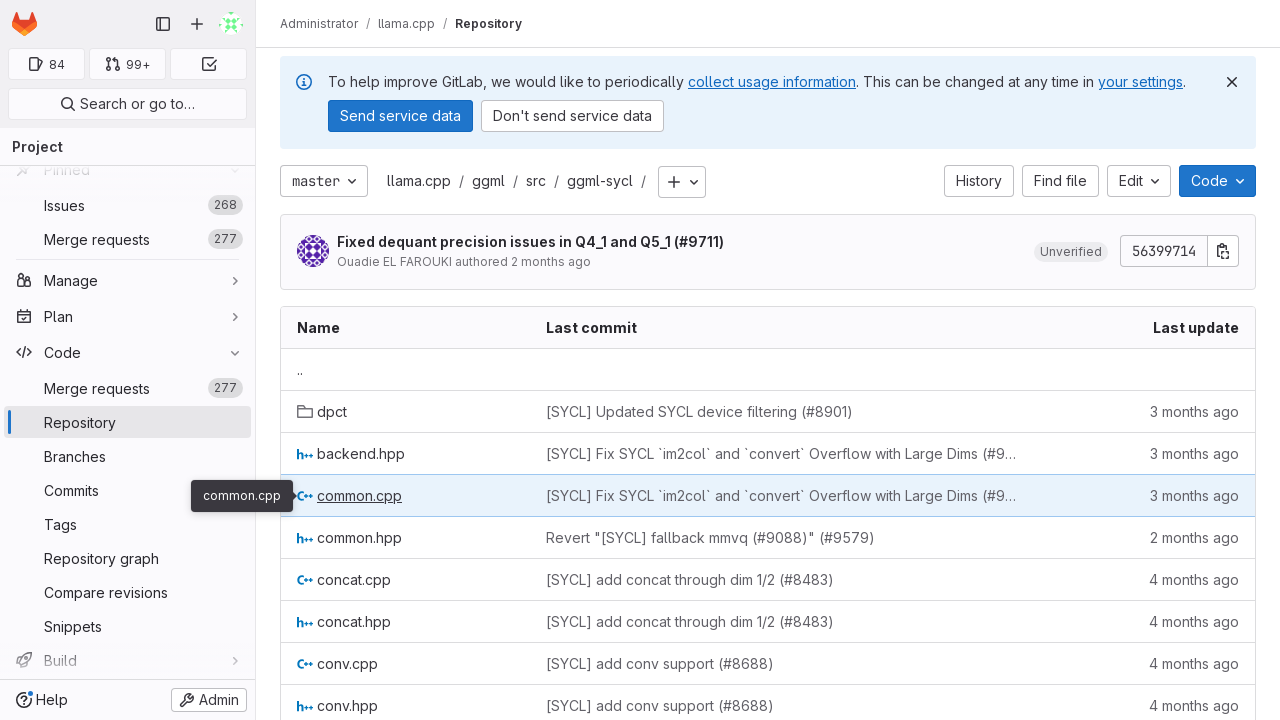 Administrator / llama.cpp / Repository
84
99+
Search or go to…
Project
Pinned
Issues 268
Merge requests 277
Manage
Plan
Code
Merge requests 277
Repository
Branches
Commits
Tags
Repository graph
Compare revisions
Snippets
Build
Help
Admin
common.cpp
To help improve GitLab, we would like to periodically collect usage information. This can be changed at any time in your settings.
Send service data
Don't send service data
master
llama.cpp / ggml / src / ggml-sycl /
History
Find file
Edit
Code
Fixed dequant precision issues in Q4_1 and Q5_1 (#9711)
Ouadie EL FAROUKI authored 2 months ago
Unverified
56399714
Name Last commit Last update
..
dpct [SYCL] Updated SYCL device filtering (#8901) 3 months ago
backend.hpp [SYCL] Fix SYCL `im2col` and `convert` Overflow with Large Dims (#9… 3 months ago
common.cpp [SYCL] Fix SYCL `im2col` and `convert` Overflow with Large Dims (#9… 3 months ago
common.hpp Revert "[SYCL] fallback mmvq (#9088)" (#9579) 2 months ago
concat.cpp [SYCL] add concat through dim 1/2 (#8483) 4 months ago
concat.hpp [SYCL] add concat through dim 1/2 (#8483) 4 months ago
conv.cpp [SYCL] add conv support (#8688) 4 months ago
conv.hpp [SYCL] add conv support (#8688) 4 months ago